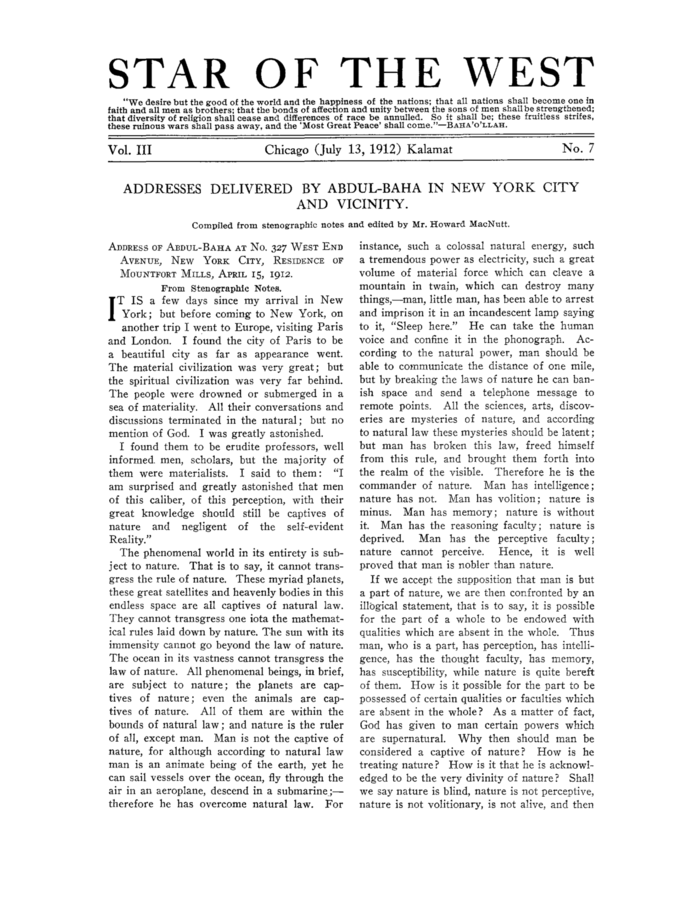 STAR OF THE WEST
"We desire but the good of the world and the happiness of the nations; that all nations shall become one in
faith and all men as brothers; that the bonds of affection and unity between the sons of men shall be strengthened;
that diversity of religion shall cease and differences of race be annulled. So it shall be; these fruitless strifes,
these ruinous wars shall pass away, and the 'Most Great Peace' shall come."—BAHA'O'LLAH.
Vol. III Chicago (July 13, 1912) Kalamat No. 7
ADDRESSES DELIVERED BY ABDUL-BAHA IN NEW YORK CITY
AND VICINITY.
Compiled from stenographic notes and edited by Mr. Howard MacNutt.
ADDRESS OF ABDUL-BAHA AT NO. 327 WEST END
AVENUE, NEW YORK CITY, RESIDENCE OF
MOUNTFORT MILLS, APRIL 15, 1912.
From Stenographic Notes.
IT IS a few days since my arrival in New
York; but before coming to New York, on
another trip I went to Europe, visiting Paris
and London. I found the city of Paris to be
a beautiful city as far as appearance went.
The material civilization was very great; but
the spiritual civilization was very far behind.
The people were drowned or submerged in a
sea of materiality. All their conversations and
discussions terminated in the natural; but no
mention of God. I was greatly astonished.
I found them to be erudite professors, well
informed men, scholars, but the majority of
them were materialists. I said to them: "I
am surprised and greatly astonished that men
of this caliber, of this perception, with their
great knowledge should still be captives of
nature and negligent of the self-evident
Reality."
The phenomenal world in its entirety is sub-
ject to nature. That is to say, it cannot trans-
gress the rule of nature. These myriad planets,
these great satellites and heavenly bodies in this
endless space are all captives of natural law.
They cannot transgress one iota the mathemat-
ical rules laid down by nature. The sun with its
immensity cannot go beyond the law of nature.
The ocean in its vastness cannot transgress the
law of nature. All phenomenal beings, in brief,
are subject to nature; the planets are cap-
tives of nature; even the animals are cap-
tives of nature. All of them are within the
bounds of natural law; and nature is the ruler
of all, except man. Man is not the captive of
nature, for although according to natural law
man is an animate being of the earth, yet he
can sail vessels over the ocean, fly through the
air in an aeroplane, descend in a submarine;—
therefore he has overcome natural law. For
instance, such a colossal natural energy, such
a tremendous power as electricity, such a great
volume of material force which can cleave a
mountain in twain, which can destroy many
things,—man, little man, has been able to arrest
and imprison it in an incandescent lamp saying
to it, "Sleep here." He can take the human
voice and confine it in the phonograph. Ac-
cording to the natural power, man should be
able to communicate the distance of one mile,
but by breaking the laws of nature he can ban-
ish space and send a telephone message to
remote points. All the sciences, arts, discov-
eries are mysteries of nature, and according
to natural law these mysteries should be latent;
but man has broken this law, freed himself
from this rule, and brought them forth into
the realm of the visible. Therefore he is the
commander of nature. Man has intelligence;
nature has not. Man has volition; nature is
minus. Man has memory; nature is without
it. Man has the reasoning faculty; nature is
deprived. Man has the perceptive faculty;
nature cannot perceive. Hence, it is well
proved that man is nobler than nature.
If we accept the supposition that man is but
a part of nature, we are then confronted by an
illogical statement, that is to say, it is possible
for the part of a whole to be endowed with
qualities which are absent in the whole. Thus
man, who is a part, has perception, has intelli-
gence, has the thought faculty, has memory,
has susceptibility, while nature is quite bereft
of them. How is it possible for the part to be
possessed of certain qualities or faculties which
are absent in the whole? As a matter of fact,
God has given to man certain powers which
are supernatural. Why then should man be
considered a captive of nature? How is he
treating nature? How is it that he is acknowl-
edged to be the very divinity of nature? Shall
we say nature is blind, nature is not perceptive,
nature is not volitionary, is not alive, and then